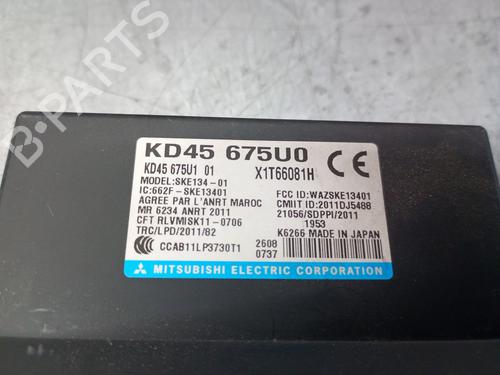 KD45 675U0
KD45 675U1 01 X1T66081H CE
MODEL:SKE134-01
IC:662F-SKE13401 FCC ID:WAZSKE13401
AGREE PAR L'ANRT MAROC CMIIT ID:2011DJ5488
MR 6234 ANRT 2011 21056/SDPPI/2011
CFT RLVMISK11-0706 1953
TRC/LPD/2011/82 K6266 MADE IN JAPAN
CCAB11LP3730T1 2608
0737
MITSUBISHI ELECTRIC CORPORATION
B-PARTS